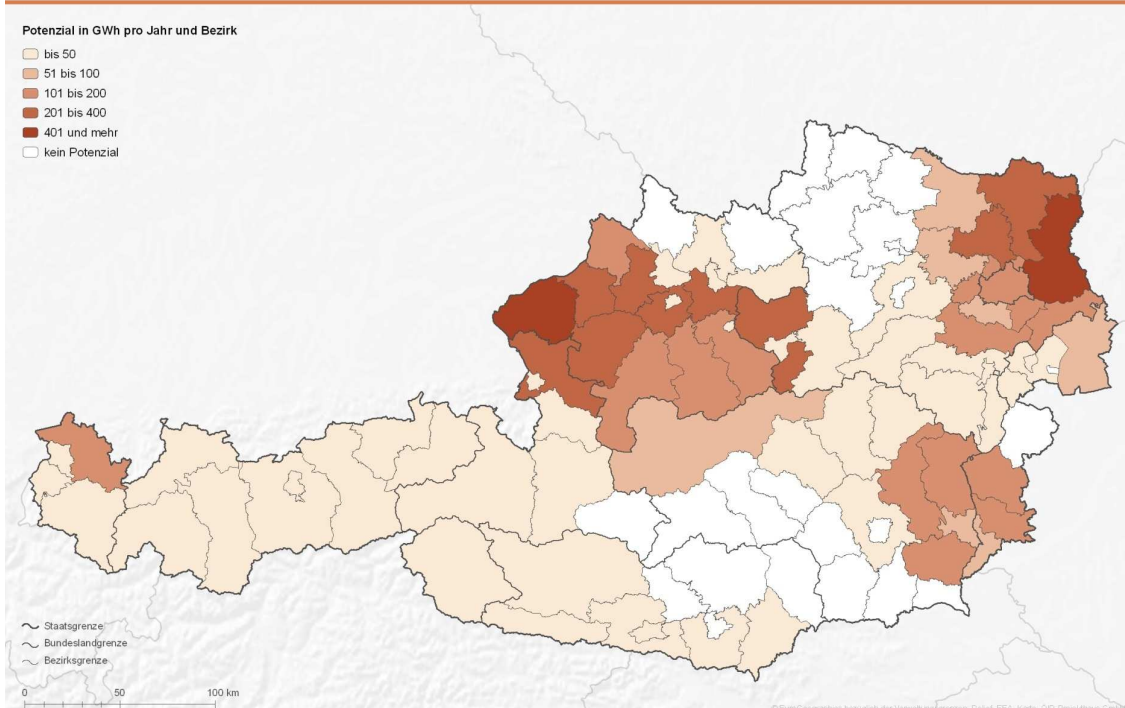 Potenzial in GWh pro Jahr und Bezirk
bis 50
51 bis 100
101 bis 200
201 bis 400
401 und mehr
kein Potenzial
Staatsgrenze
Bundeslandgrenze
Bezirksgrenze
0 50 100 km